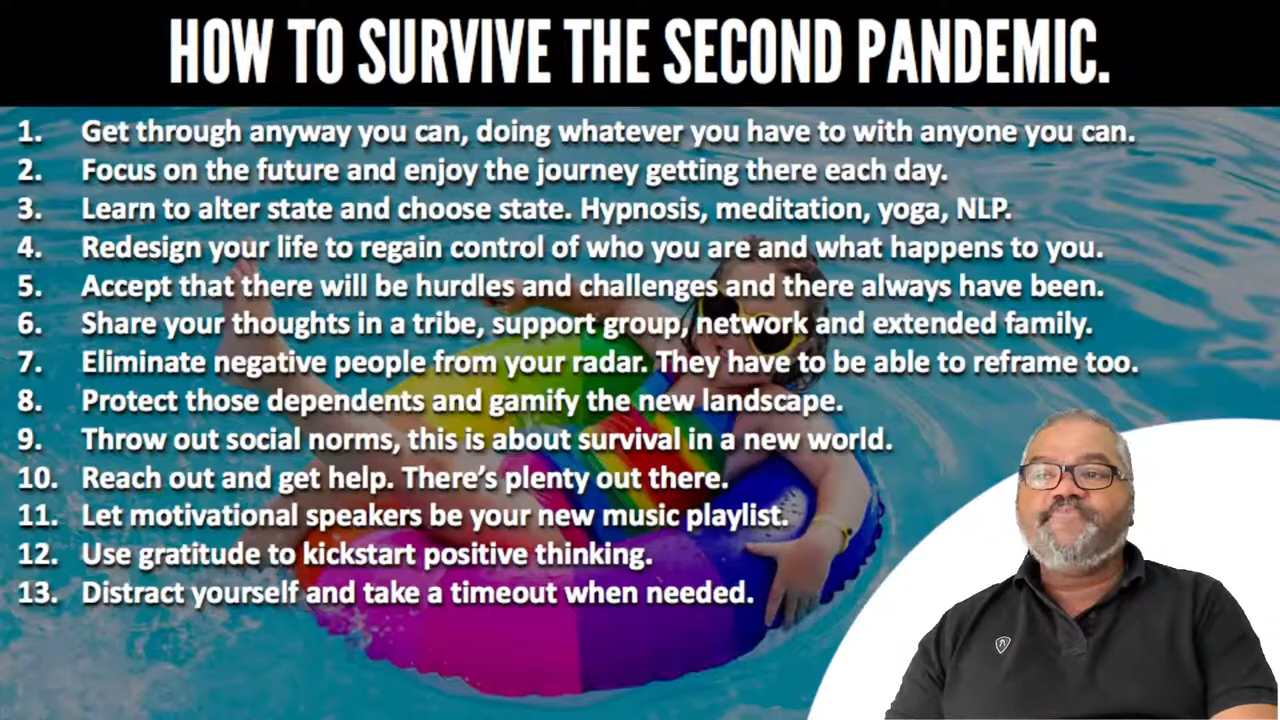 HOW TO SURVIVE THE SECOND PANDEMIC.
1. Get through anyway you can, doing whatever you have to with anyone you can.
2. Focus on the future and enjoy the journey getting there each day.
3. Learn to alter state and choose state. Hypnosis, meditation, yoga, NLP.
4. Redesign your life to regain control of who you are and what happens to you.
5. Accept that there will be hurdles and challenges and there always have been.
6. Share your thoughts in a tribe, support group, network and extended family.
7. Eliminate negative people from your radar. They have to be able to reframe too.
8. Protect those dependents and gamify the new landscape.
9. Throw out social norms, this is about survival in a new world.
10. Reach out and get help. There’s plenty out there.
11. Let motivational speakers be your new music playlist.
12. Use gratitude to kickstart positive thinking.
13. Distract yourself and take a timeout when needed.